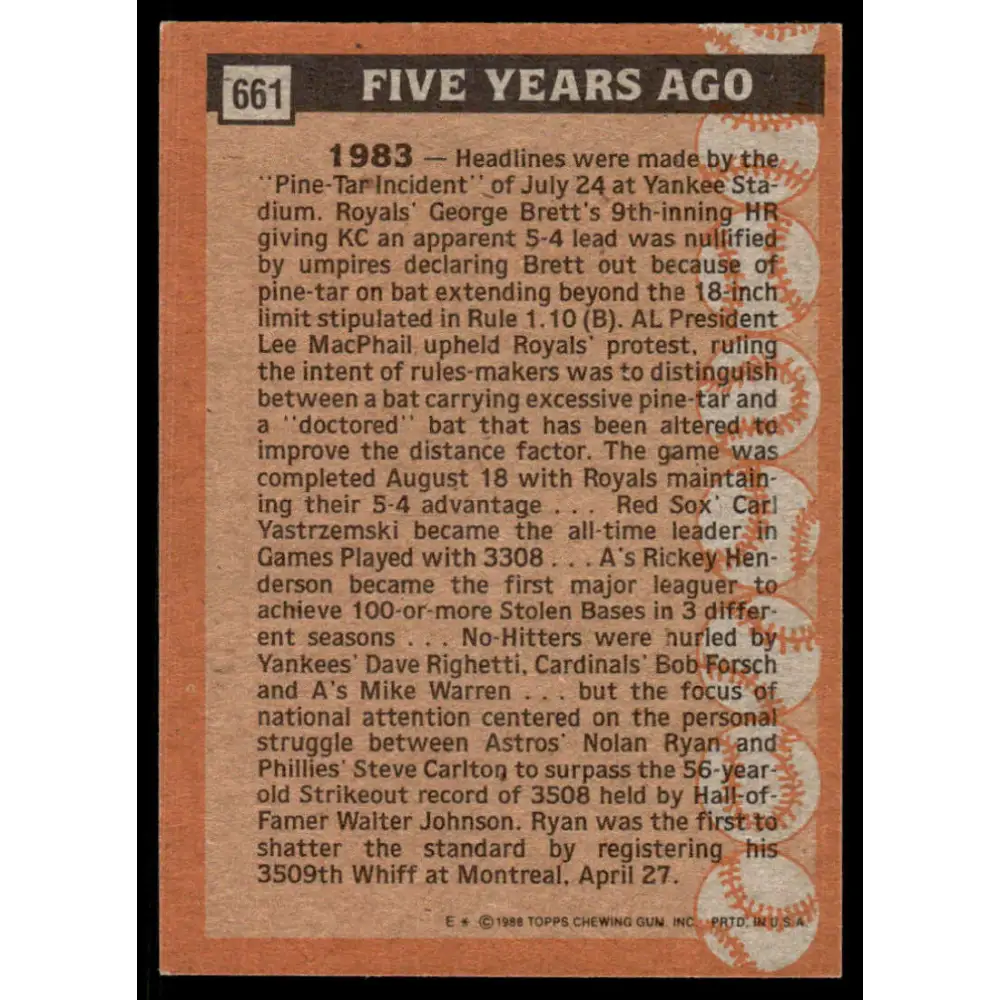 661 FIVE YEARS AGO
1983 — Headlines were made by the
"Pine-Tar Incident" of July 24 at Yankee Sta-
dium. Royals' George Brett's 9th-inning HR
giving KC an apparent 5-4 lead was nullified
by umpires declaring Brett out because of
pine-tar on bat extending beyond the 18-inch
limit stipulated in Rule 1.10 (B). AL President
Lee MacPhail upheld Royals' protest, ruling
the intent of rules-makers was to distinguish
between a bat carrying excessive pine-tar and
a "doctored" bat that has been altered to
improve the distance factor. The game was
completed August 18 with Royals maintain-
ing their 5-4 advantage . . . Red Sox' Carl
Yastrzemski became the all-time leader in
Games Played with 3308 . . . A's Rickey Hen-
derson became the first major leaguer to
achieve 100-or-more Stolen Bases in 3 differ-
ent seasons . . . No-Hitters were hurled by
Yankees' Dave Righetti, Cardinals' Bob Forsch
and A's Mike Warren . . . but the focus of
national attention centered on the personal
struggle between Astros' Nolan Ryan and
Phillies' Steve Carlton to surpass the 56-year-
old Strikeout record of 3508 held by Hall-of-
Famer Walter Johnson. Ryan was the first to
shatter the standard by registering his
3509th Whiff at Montreal, April 27.
E * ©1988 TOPPS CHEWING GUM, INC. PRTD. IN U.S.A.